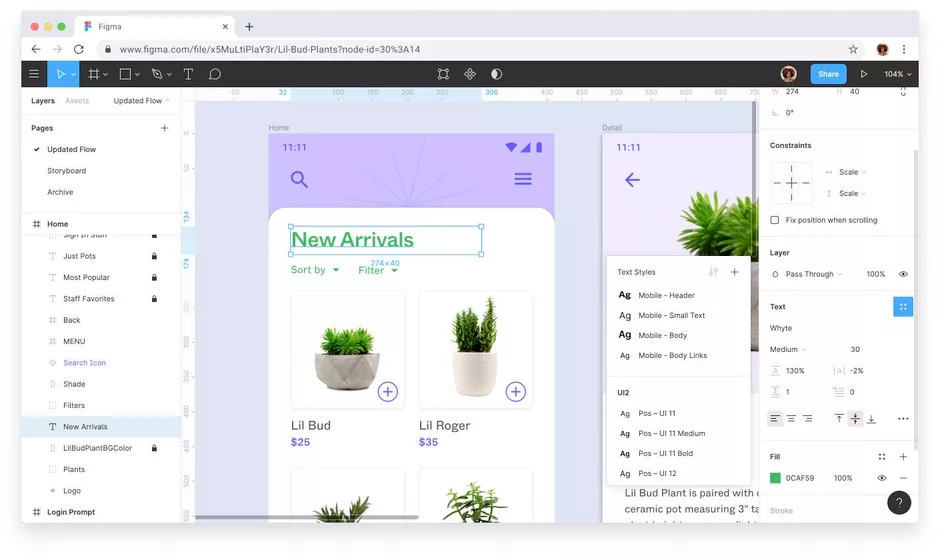 Figma
www.figma.com/file/x5MuLtiPlaY3r/Lil-Bud-Plants?node-id=30%3A14
Share
104%
Layers
Assets
Updated Flow
Pages
Updated Flow
Storyboard
Archive
Home
Sign In Stuff
Just Pots
Most Popular
Staff Favorites
Back
MENU
Search Icon
Shade
Filters
New Arrivals
LilBudPlantBGColor
Plants
Logo
Login Prompt
-50
32
100
150
200
250
306
400
450
500
550
600
650
700
0
50
134
174
300
350
400
450
500
550
Home
11:11
New Arrivals
274×40
Sort by
Filter
Lil Bud
$25
Lil Roger
$35
Detail
11:11
Text Styles
Ag Mobile – Header
Ag Mobile – Small Text
Ag Mobile – Body
Ag Mobile – Body Links
UI2
Ag Pos – UI 11
Ag Pos – UI 11 Medium
Ag Pos – UI 11 Bold
Ag Pos – UI 12
Lil Bud Plant is paired with
ceramic pot measuring 3" ta
W 274 H 40
0°
Constraints
Scale
Scale
Fix position when scrolling
Layer
Pass Through 100%
Text
Whyte
Medium 30
A 130% |A| -2%
1 0
Fill
0CAF59 100%
Stroke
?